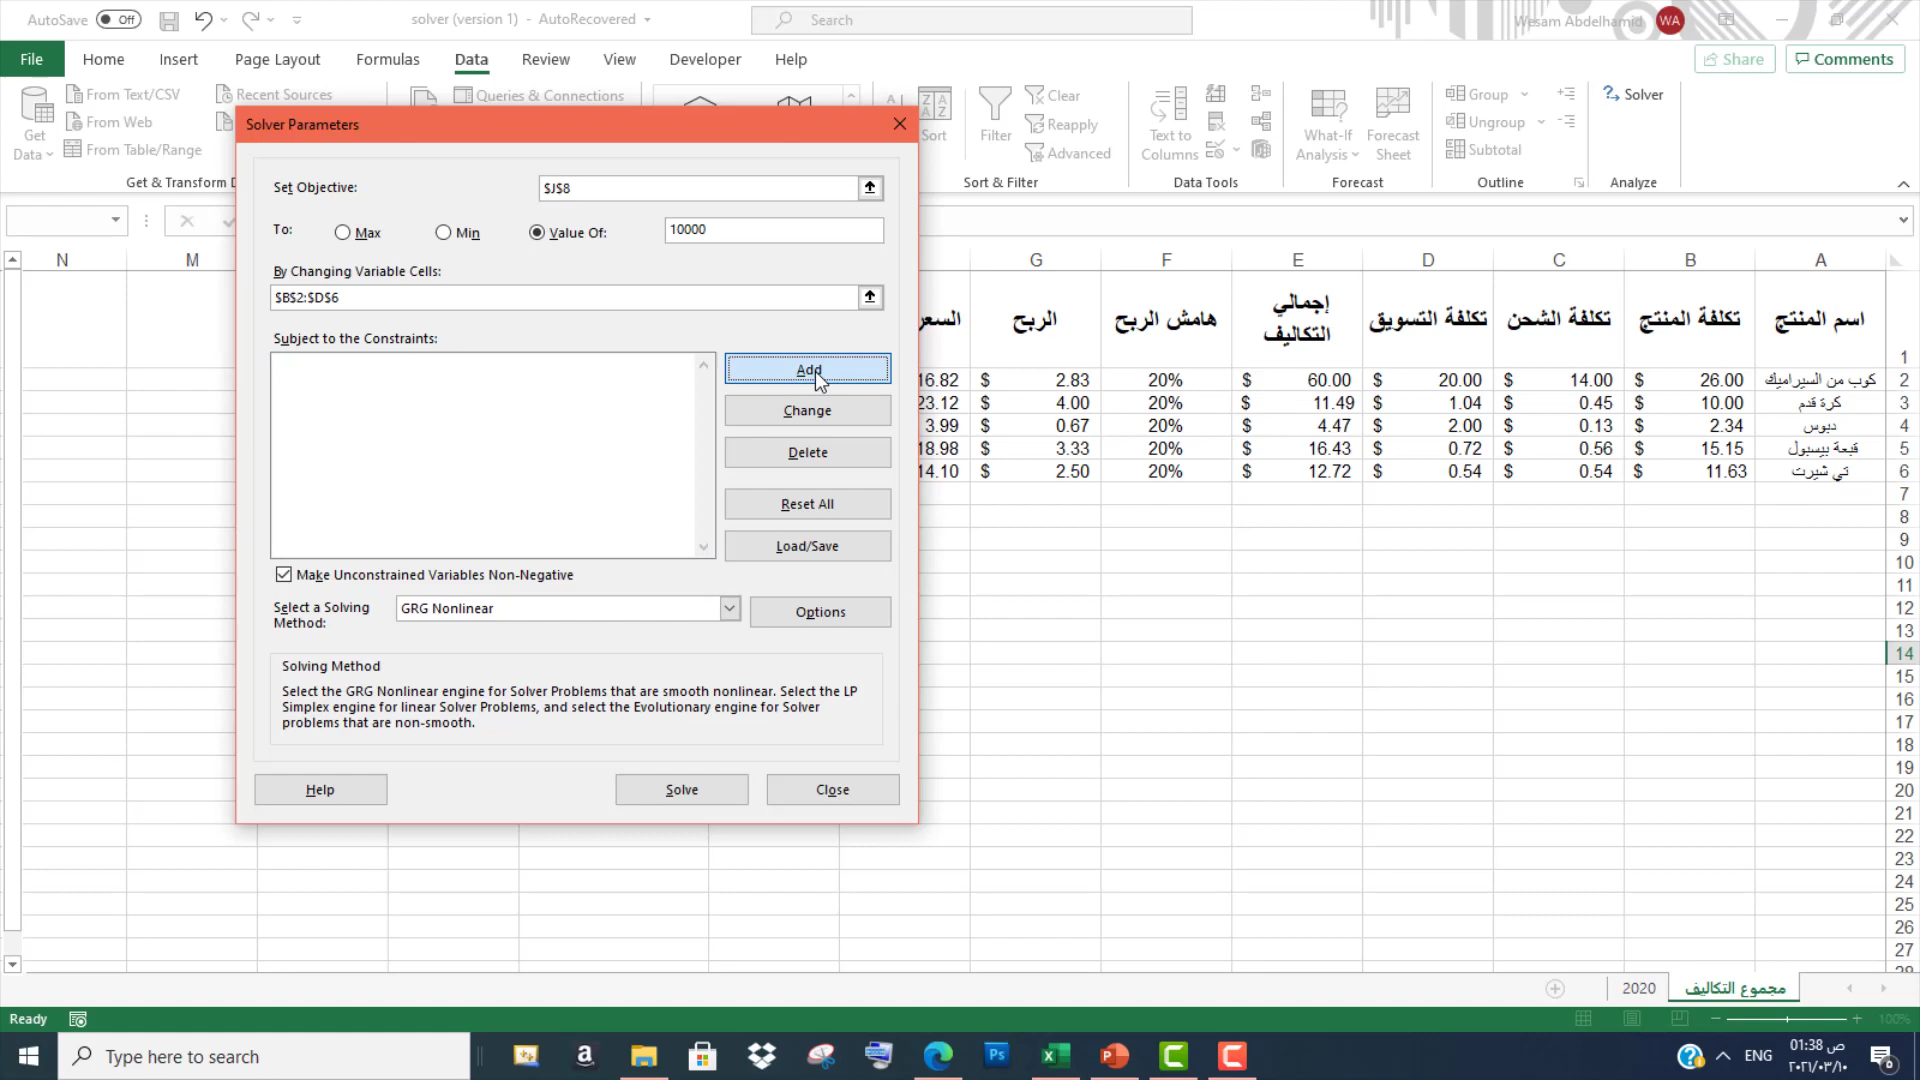 AutoSave Off solver (version 1) - AutoRecovered Search Wesam Abdelhamid WA
File Home Insert Page Layout Formulas Data Review View Developer Help Share Comments
Get Data
From Text/CSV
From Web
From Table/Range
Recent Sources
Queries & Connections
Get & Transform D
Sort
Filter
Clear
Reapply
Advanced
Sort & Filter
Text to Columns
Data Tools
What-If Analysis
Forecast Sheet
Forecast
Group
Ungroup
Subtotal
Outline
Solver
Analyze
Solver Parameters
Set Objective: $J$8
To: Max Min Value Of: 10000
By Changing Variable Cells:
$B$2:$D$6
Subject to the Constraints:
Add
Change
Delete
Reset All
Load/Save
Make Unconstrained Variables Non-Negative
Select a Solving Method: GRG Nonlinear Options
Solving Method
Select the GRG Nonlinear engine for Solver Problems that are smooth nonlinear. Select the LP
Simplex engine for linear Solver Problems, and select the Evolutionary engine for Solver
problems that are non-smooth.
Help Solve Close
N M G F E D C B A
اسم المنتج تكلفة المنتج تكلفة الشحن تكلفة التسويق إجمالي التكاليف هامش الربح الربح السعر
1
16.82 $ 2.83 20% $ 60.00 $ 20.00 $ 14.00 $ 26.00 كوب من السيراميك 2
23.12 $ 4.00 20% $ 11.49 $ 1.04 $ 0.45 $ 10.00 كرة قدم 3
3.99 $ 0.67 20% $ 4.47 $ 2.00 $ 0.13 $ 2.34 دبوس 4
18.98 $ 3.33 20% $ 16.43 $ 0.72 $ 0.56 $ 15.15 قبعة بيسبول 5
14.10 $ 2.50 20% $ 12.72 $ 0.54 $ 0.54 $ 11.63 تي شيرت 6
7
8
9
10
11
12
13
14
15
16
17
18
19
20
21
22
23
24
25
26
27
28
2020 مجموع التكاليف
Ready 100%
Type here to search
a
Ps
ENG
01:38 ص
٢٠٢١/٠٣/١٠